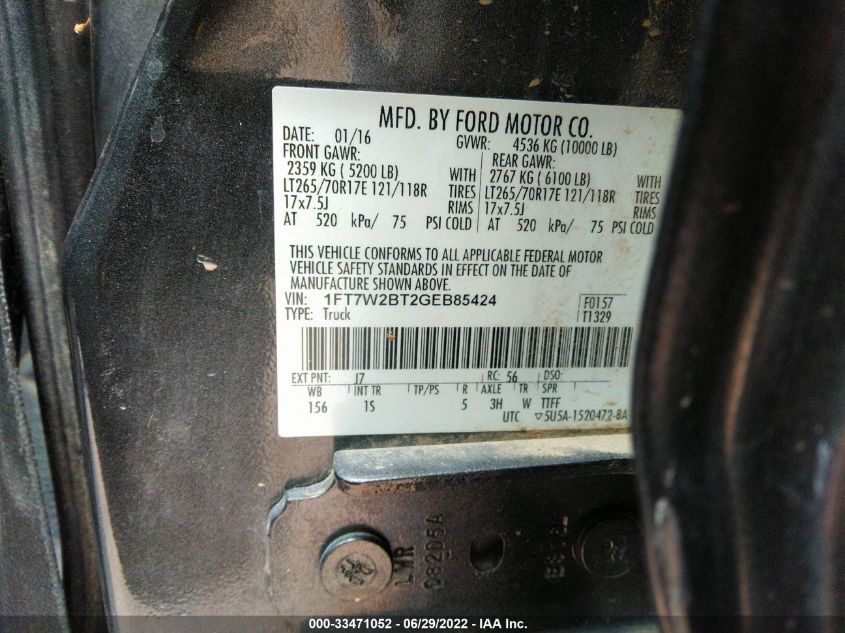 MFD. BY FORD MOTOR CO.
DATE: 01/16 GVWR: 4536 KG (10000 LB)
FRONT GAWR: REAR GAWR:
2359 KG ( 5200 LB) WITH 2767 KG ( 6100 LB) WITH
LT265/70R17E 121/118R TIRES LT265/70R17E 121/118R TIRES
17x7.5J RIMS 17x7.5J RIMS
AT 520 kPa/ 75 PSI COLD AT 520 kPa/ 75 PSI COLD
THIS VEHICLE CONFORMS TO ALL APPLICABLE FEDERAL MOTOR
VEHICLE SAFETY STANDARDS IN EFFECT ON THE DATE OF
MANUFACTURE SHOWN ABOVE.
VIN: 1FT7W2BT2GEB85424 F0157
TYPE: Truck T1329
EXT PNT: J7 RC: 56 DSO:
WB INT TR TP/PS R AXLE TR SPR
156 1S 5 3H W TTFF
UTC ▽5U5A-1520472-BA
LWR
000-33471052 - 06/29/2022 - IAA Inc.